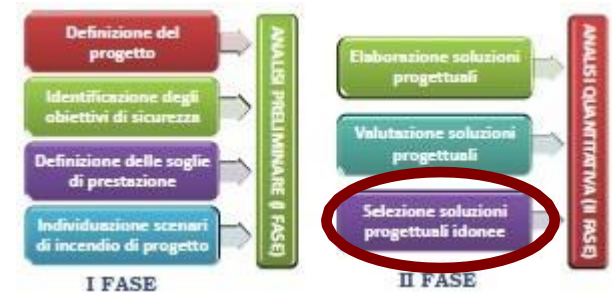 Definizione del
progetto
Identificazione degli
obiettivi di sicurezza
Definizione delle soglie
di prestazione
Individuazione scenari
di incendio di progetto
ANALISI PRELIMINARE (I FASE)
I FASE
Elaborazione soluzioni
progettuali
Valutazione soluzioni
progettuali
Selezione soluzioni
progettuali idonee
ANALISI QUANTITATIVA (II FASE)
II FASE